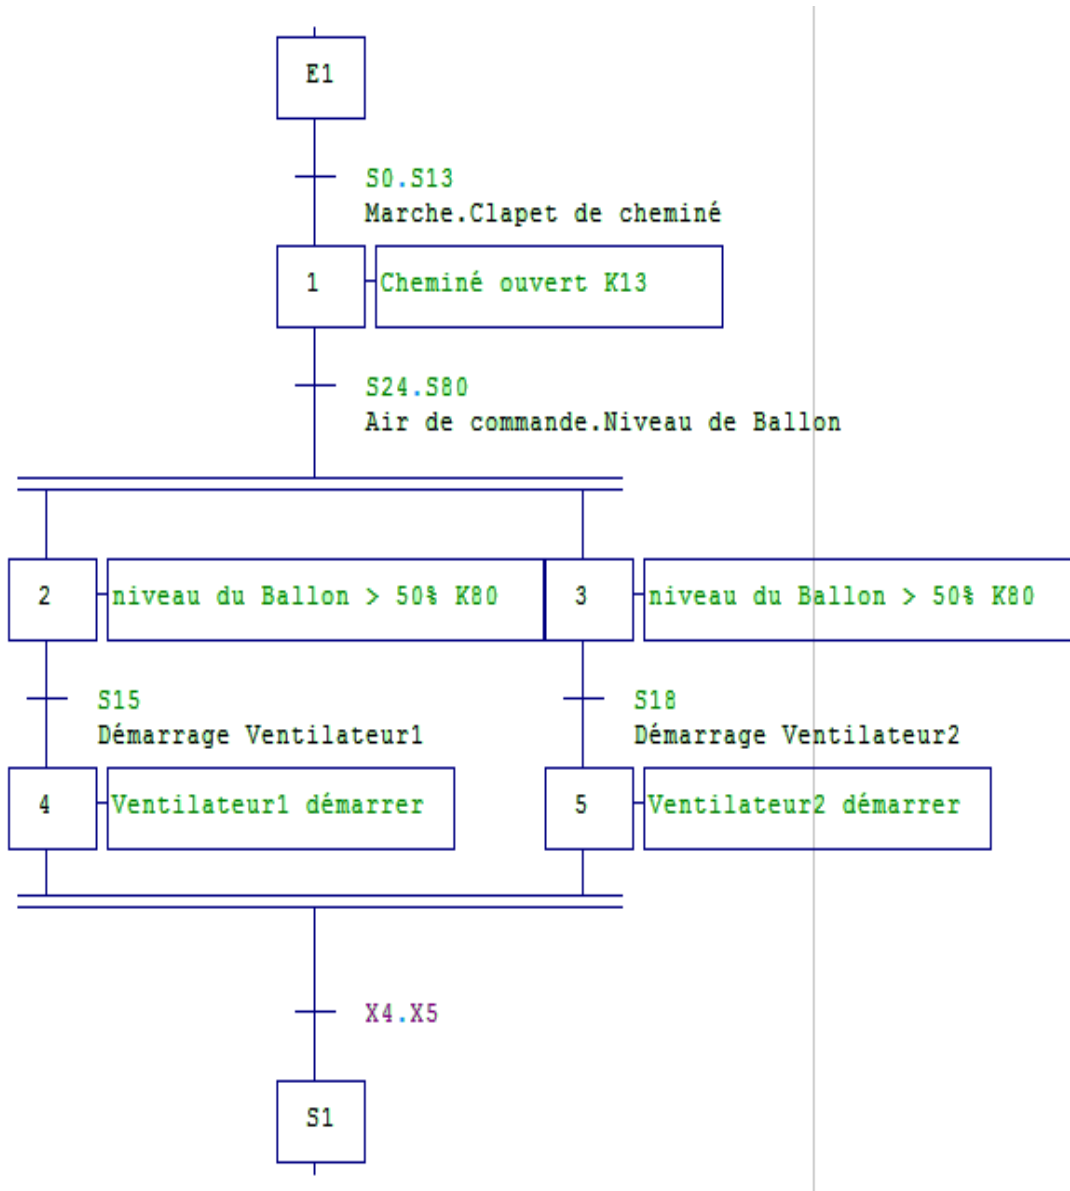 E1
S0.S13
Marche.Clapet de cheminé
1
Cheminé ouvert K13
S24.S80
Air de commande.Niveau de Ballon
2
niveau du Ballon > 50% K80
3
niveau du Ballon > 50% K80
S15
Démarrage Ventilateur1
S18
Démarrage Ventilateur2
4
Ventilateur1 démarrer
5
Ventilateur2 démarrer
X4.X5
S1